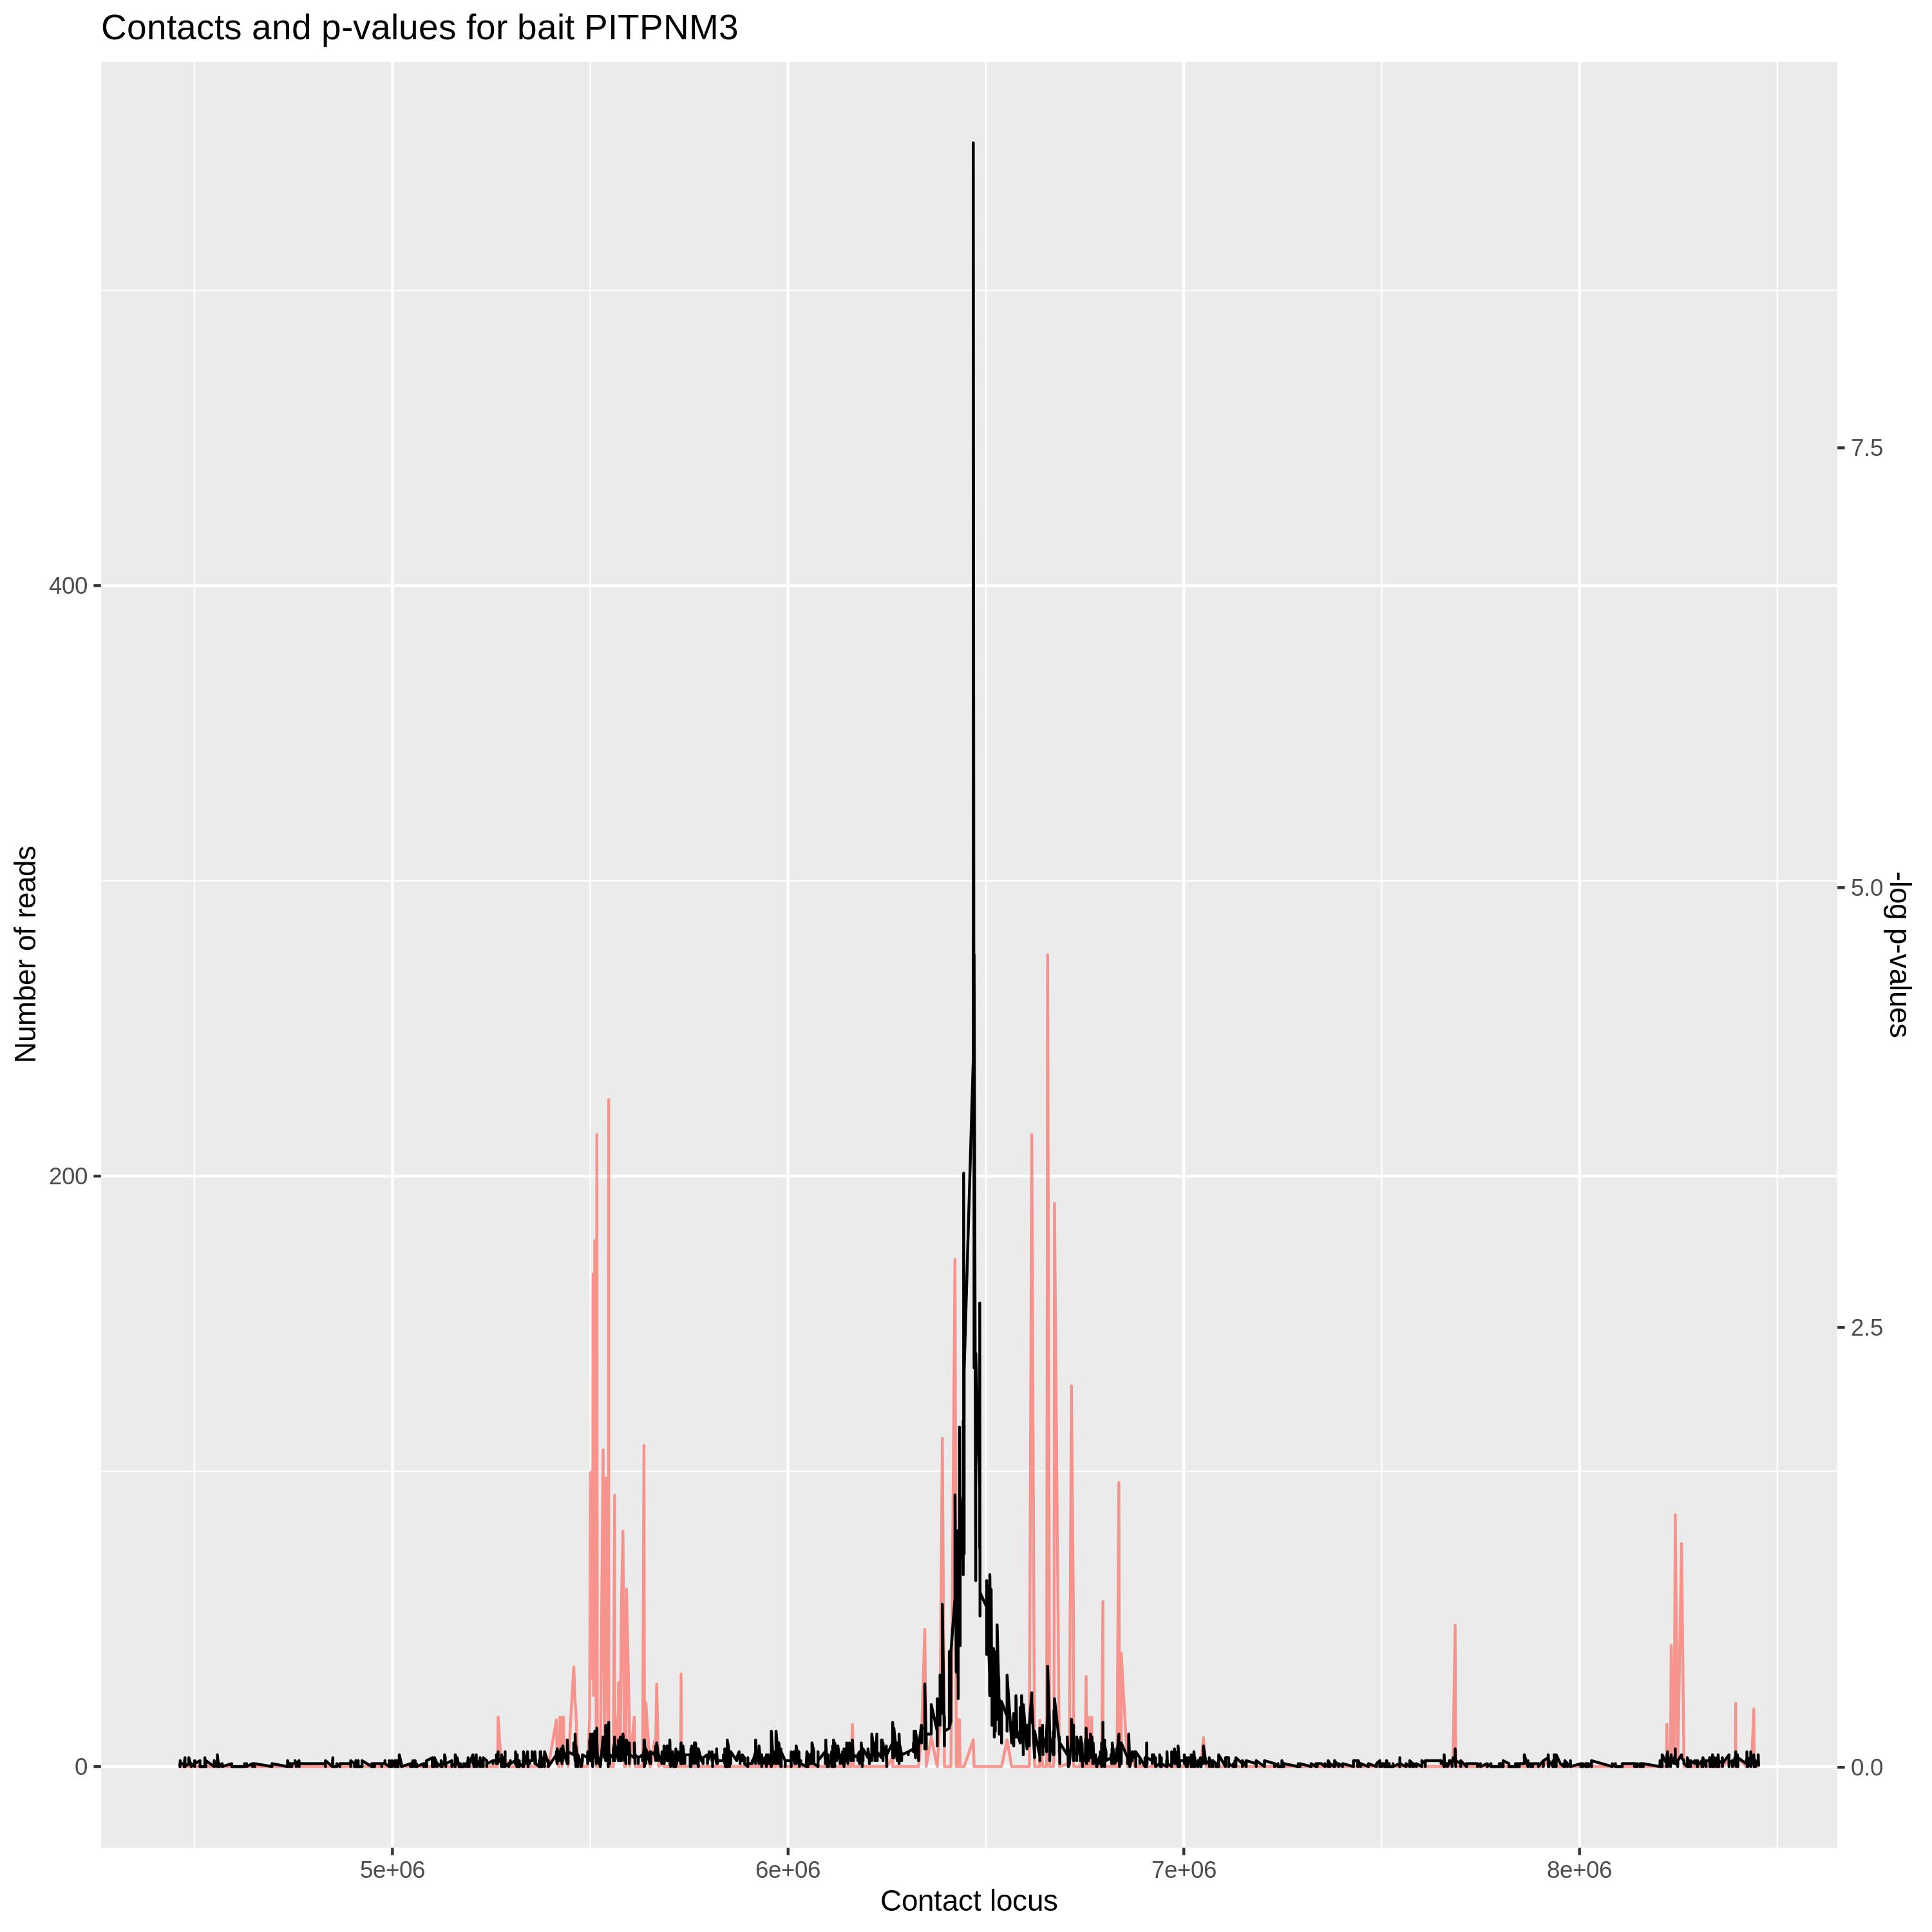 Contacts and p-values for bait PITPNM3
Number of reads
400
200
0
7.5
5.0
2.5
0.0
-log p-values
5e+06
6e+06
7e+06
8e+06
Contact locus